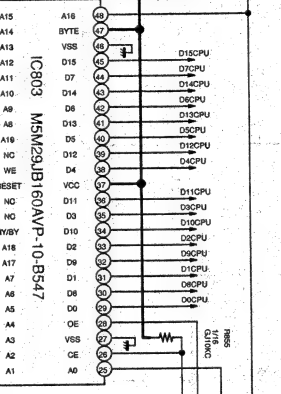 A15 A16 48
A14 BYTE 47
A13 VSS 46
A12 D15 45 D15CPU
A11 D7 44 D7CPU
A10 D14 43 D14CPU
A9 D6 42 D6CPU
A8 D13 41 D13CPU
A19 D5 40 D5CPU
NC D12 39 D12CPU
WE D4 38 D4CPU
RESET VCC 37
NC D11 36 D11CPU
NC D3 35 D3CPU
RY/BY D10 34 D10CPU
A18 D2 33 D2CPU
A17 D9 32 D9CPU
A7 D1 31 D1CPU
A6 D8 30 D8CPU
A5 D0 29 D0CPU
A4 OE 28
A3 VSS 27
A2 CE 26
A1 A0 25
IC803 M5M29JB160AVP-10-B547
R855
1/16
GJ10KC